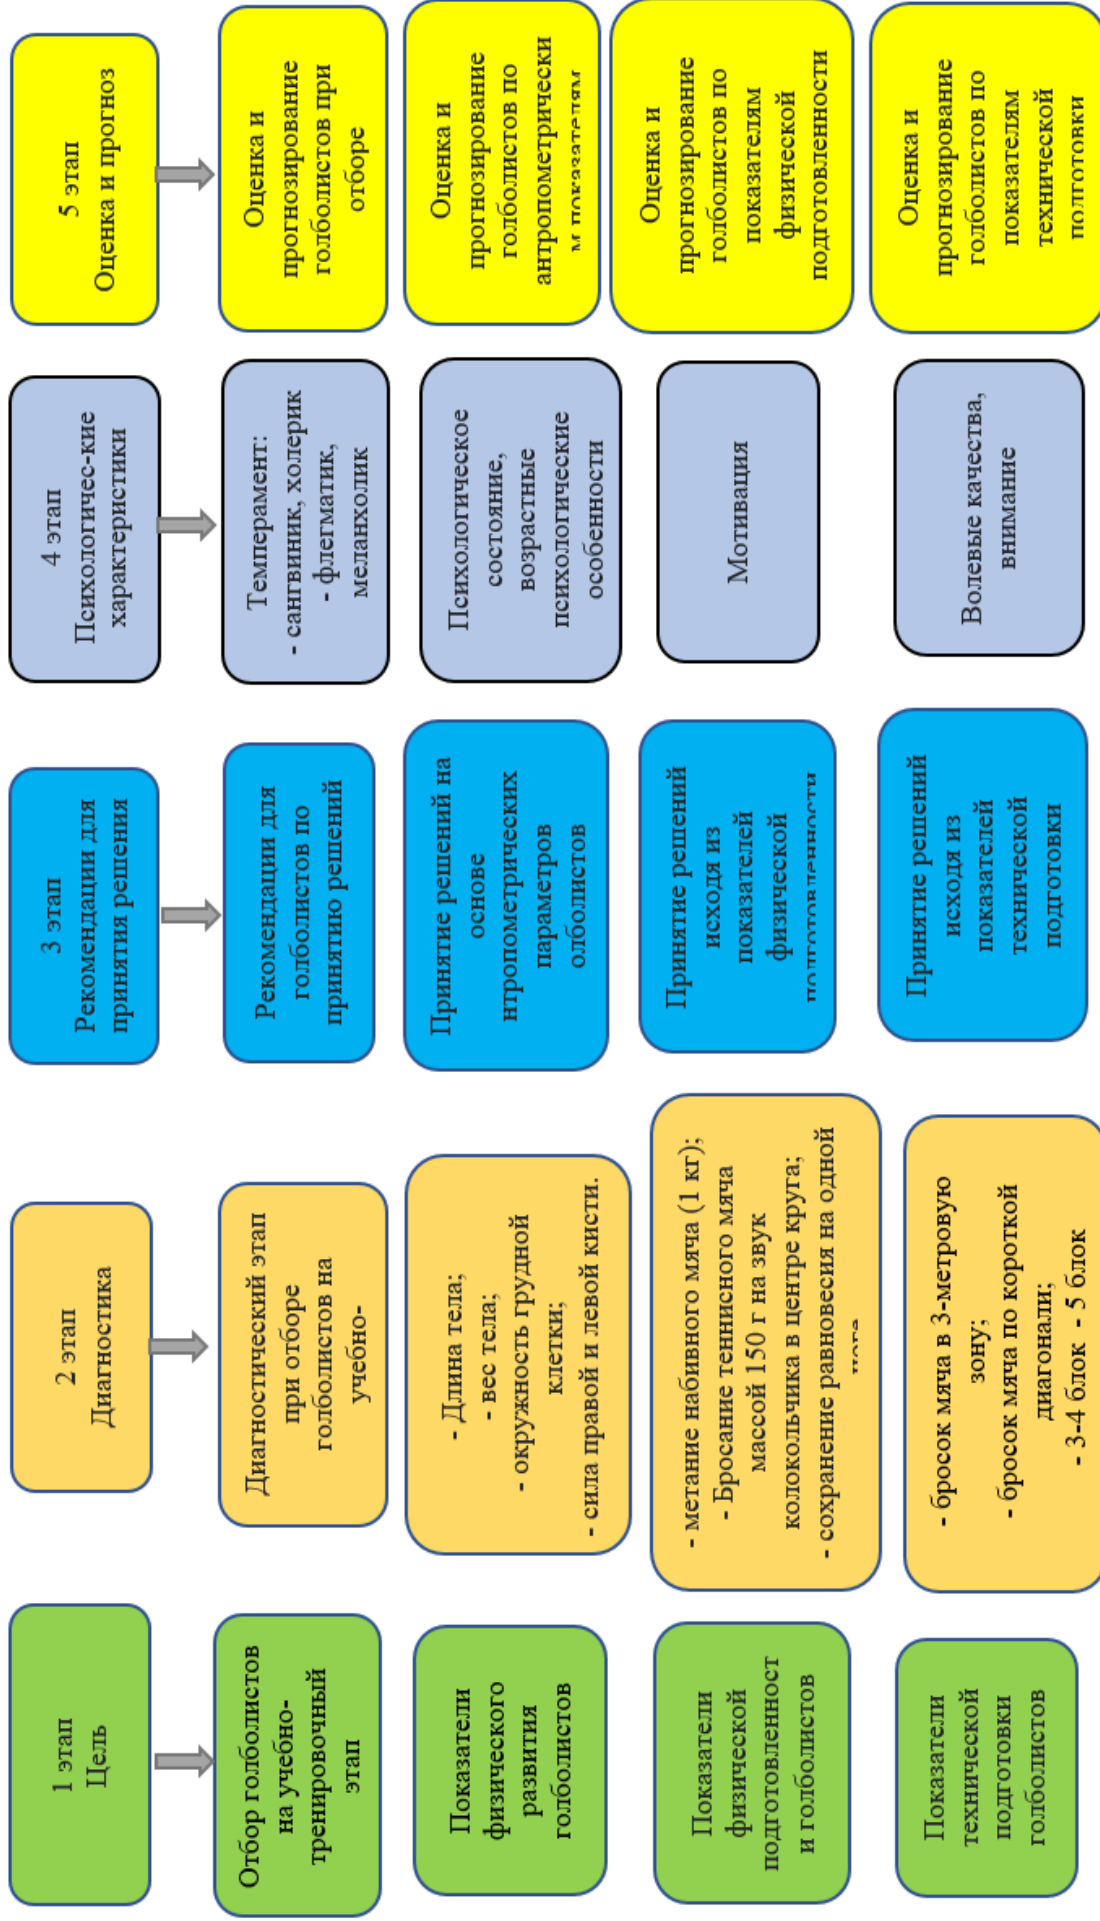 1 этап
Цель
Отбор голболистов
на учебно-
тренировочный
этап
Показатели
физического
развития
голболистов
Показатели
физической
подготовленност
и голболистов
Показатели
технической
подготовки
голболистов
2 этап
Диагностика
Диагностический этап
при отборе
голболистов на
учебно-
- Длина тела;
- вес тела;
- окружность грудной
клетки;
- сила правой и левой кисти.
- метание набивного мяча (1 кг);
- Бросание теннисного мяча
массой 150 г на звук
колокольчика в центре круга;
- сохранение равновесия на одной
ноге
- бросок мяча в 3-метровую
зону;
- бросок мяча по короткой
диагонали;
- 3-4 блок - 5 блок
3 этап
Рекомендации для
принятия решения
Рекомендации для
голболистов по
принятию решений
Принятие решений на
основе
нтропометрических
параметров
олболистов
Принятие решений
исходя из
показателей
физической
подготовленности
Принятие решений
исходя из
показателей
технической
подготовки
4 этап
Психологичес-кие
характеристики
Темперамент:
- сангвиник, холерик
- флегматик,
меланхолик
Психологическое
состояние,
возрастные
психологические
особенности
Мотивация
Волевые качества,
внимание
5 этап
Оценка и прогноз
Оценка и
прогнозирование
голболистов при
отборе
Оценка и
прогнозирование
голболистов по
антропометрически
м показателям
Оценка и
прогнозирование
голболистов по
показателям
физической
подготовленности
Оценка и
прогнозирование
голболистов по
показателям
технической
подготовки